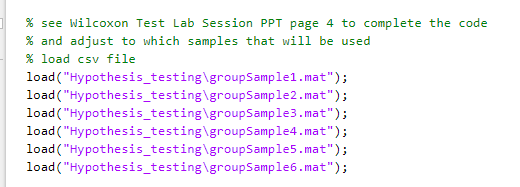 % see Wilcoxon Test Lab Session PPT page 4 to complete the code
% and adjust to which samples that will be used
% load csv file
load("Hypothesis_testing\groupSample1.mat");
load("Hypothesis_testing\groupSample2.mat");
load("Hypothesis_testing\groupSample3.mat");
load("Hypothesis_testing\groupSample4.mat");
load("Hypothesis_testing\groupSample5.mat");
load("Hypothesis_testing\groupSample6.mat");